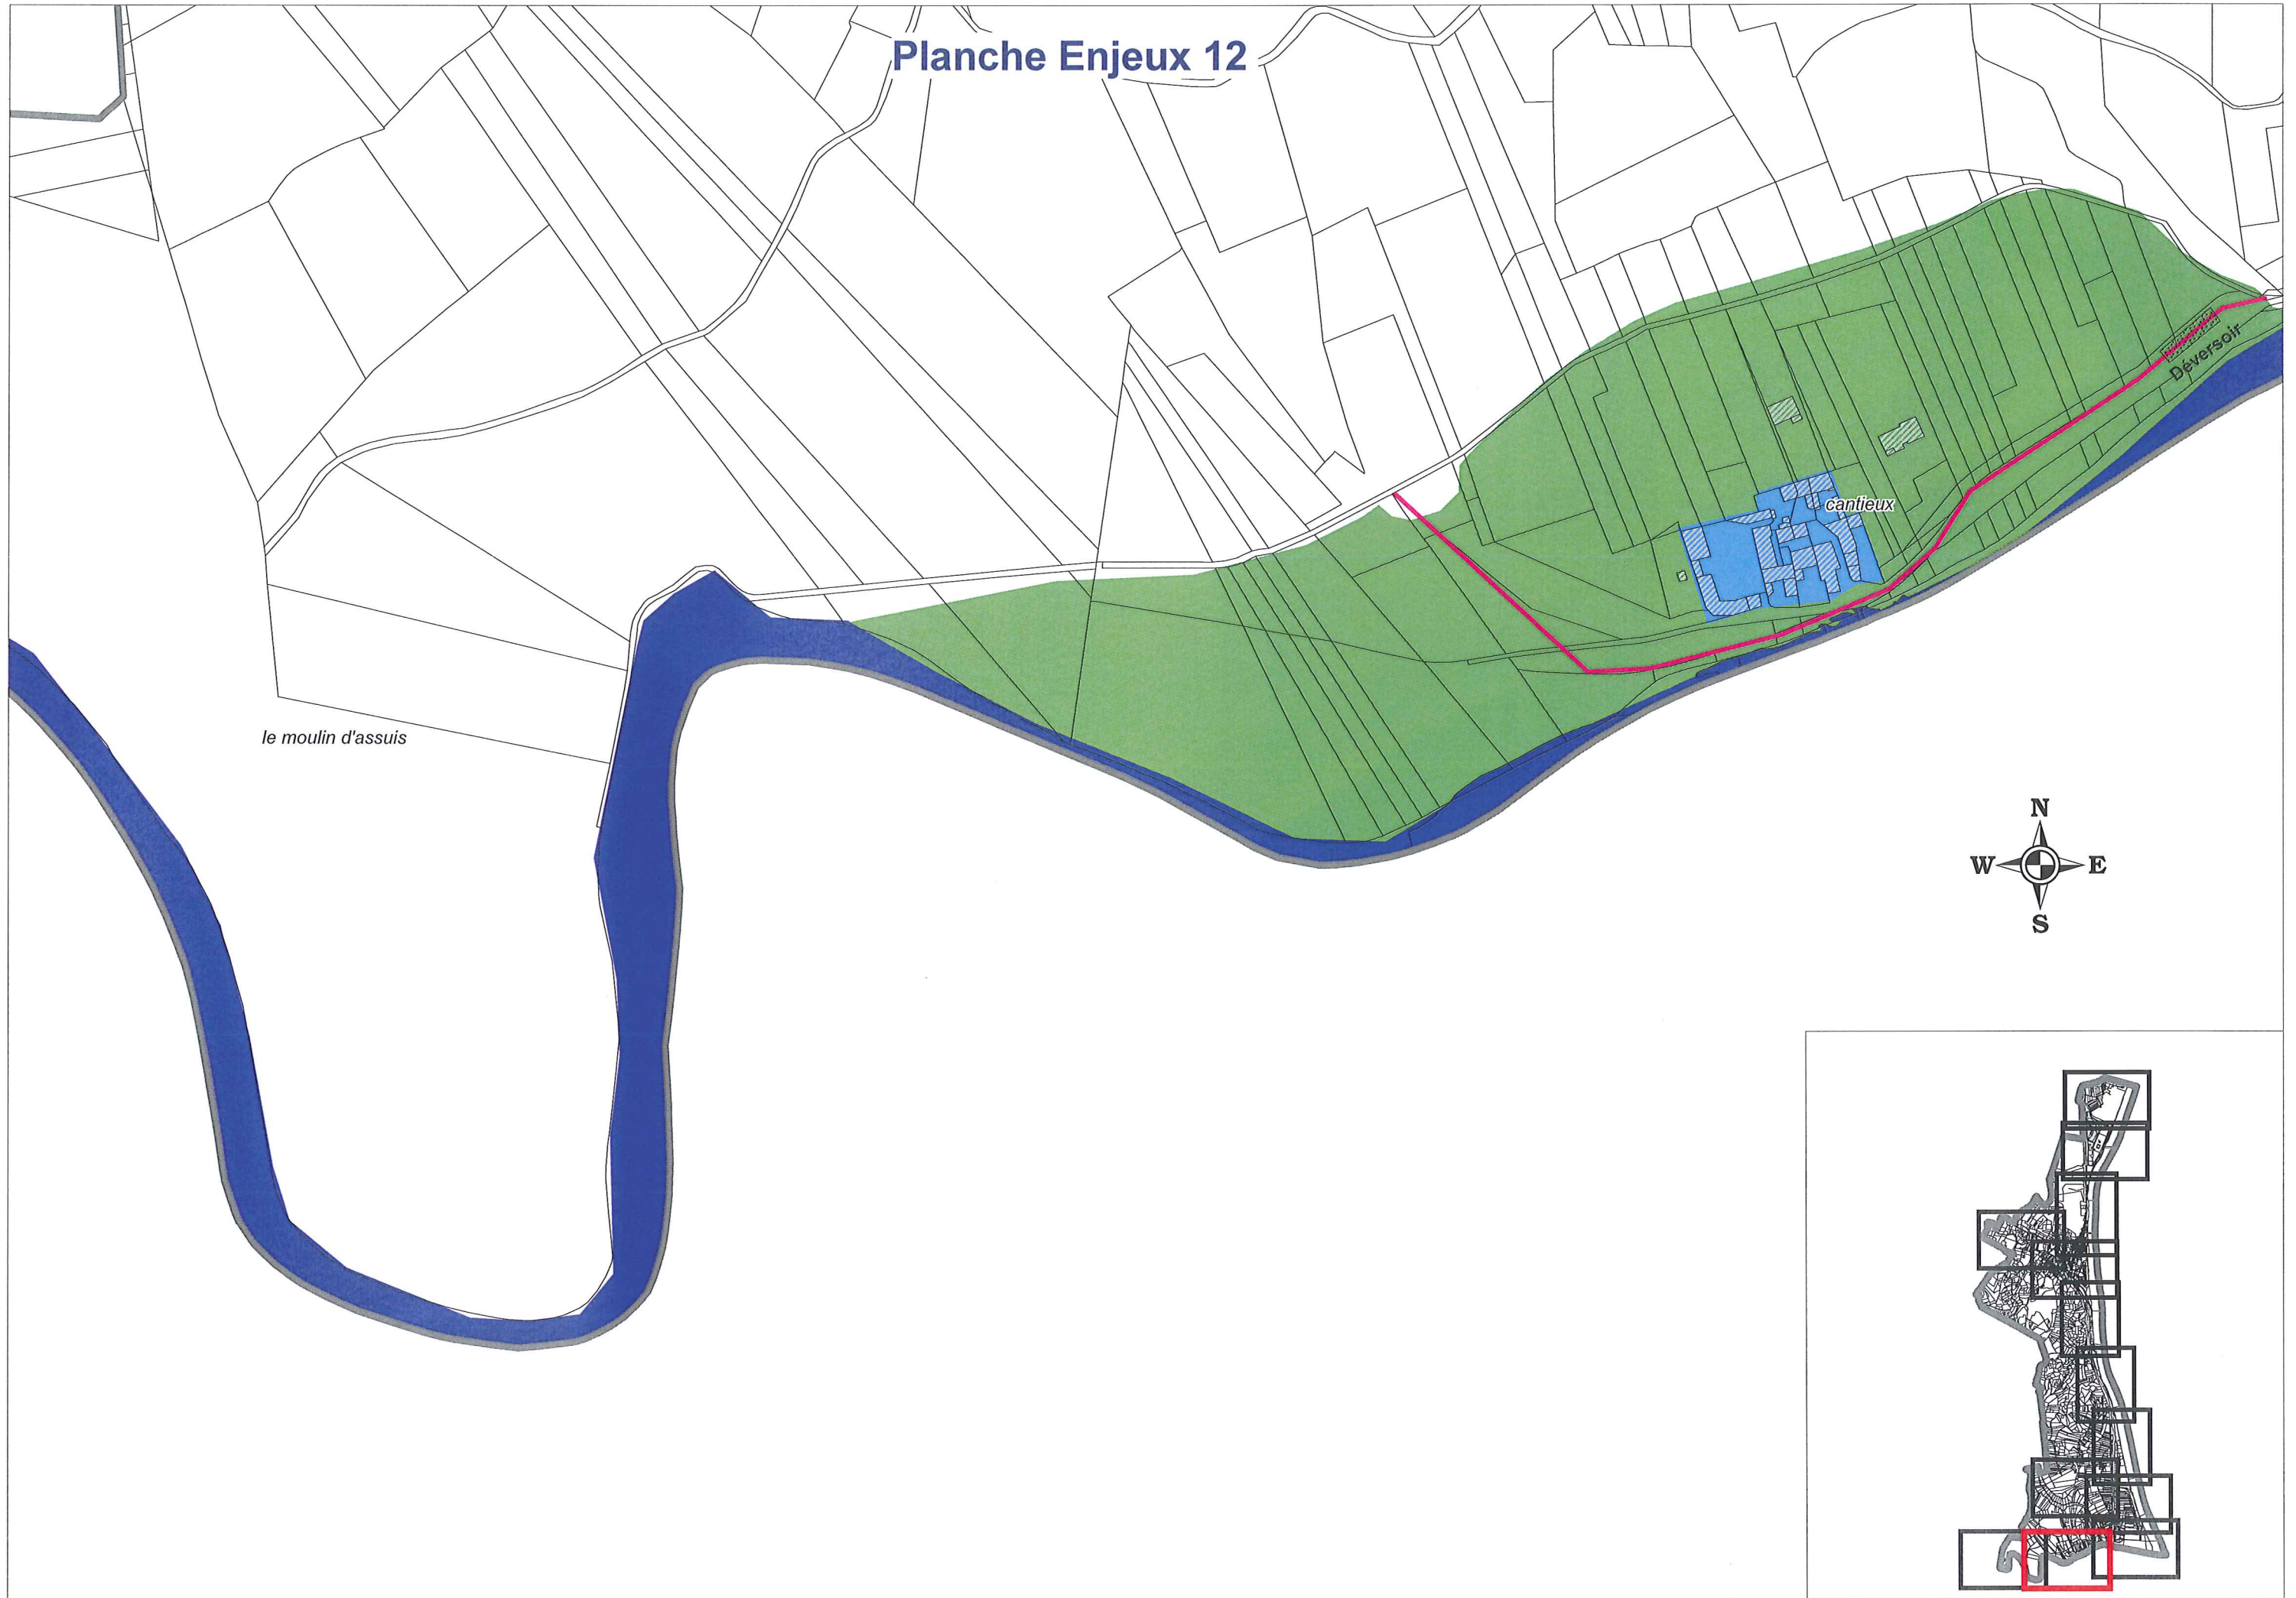 Planche Enjeux 12
Déversoir
cantieux
le moulin d'assuis
N
W E
S